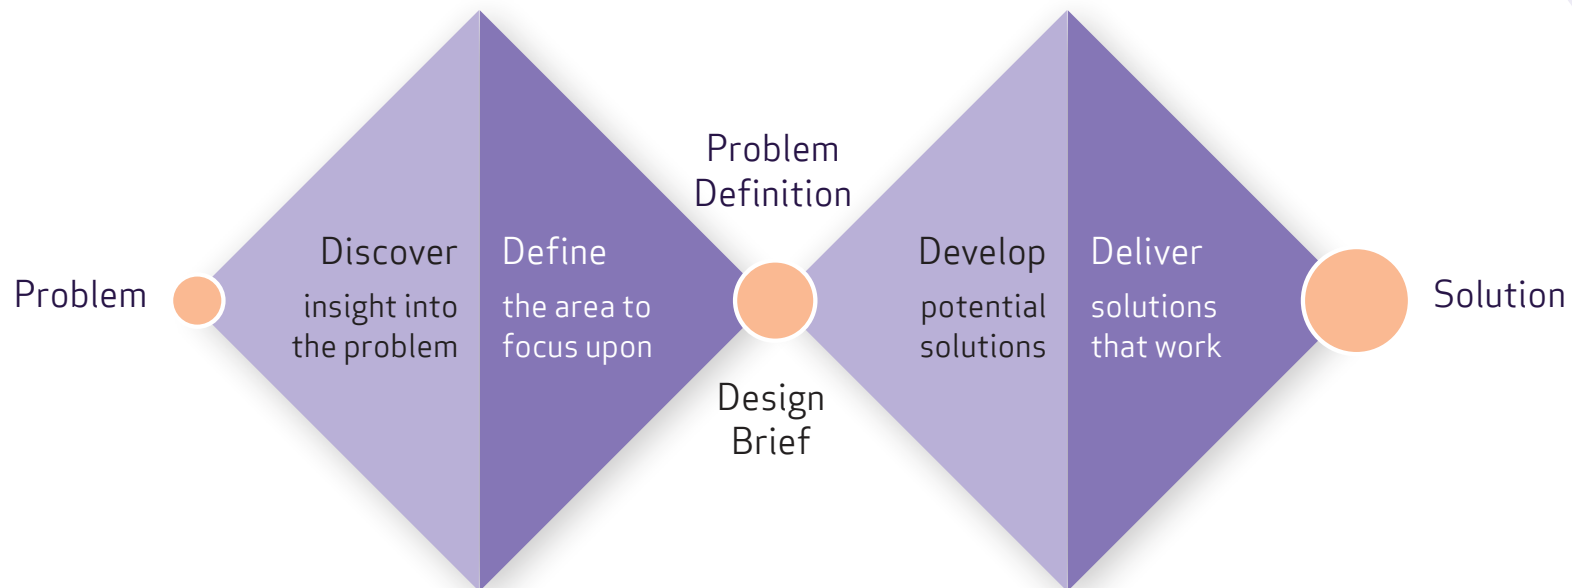 Problem
Discover
insight into
the problem
Define
the area to
focus upon
Problem
Definition
Design
Brief
Develop
potential
solutions
Deliver
solutions
that work
Solution